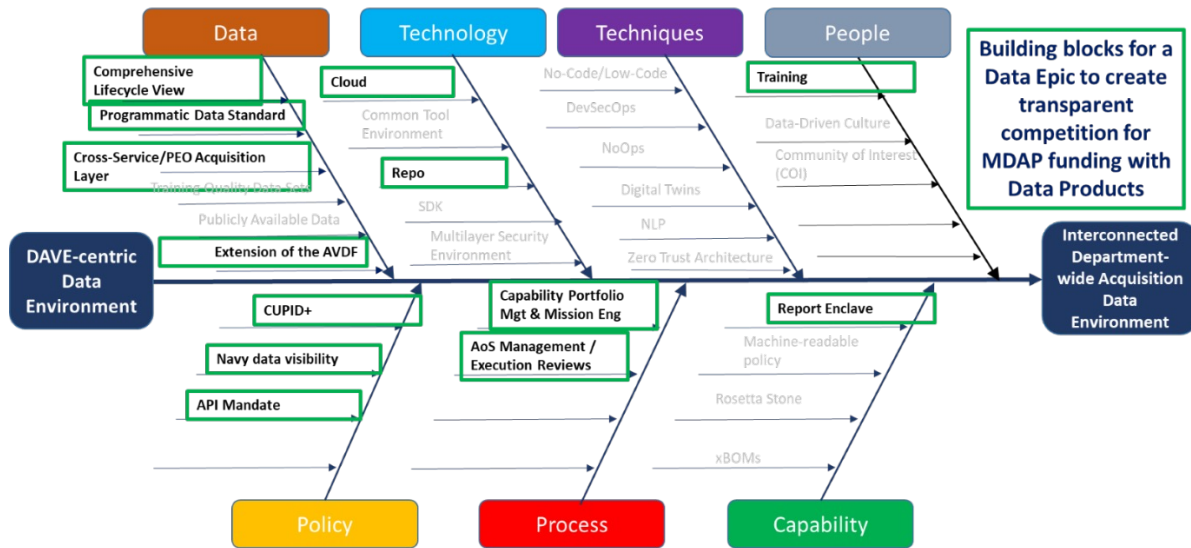 Data
Technology
Techniques
People
Building blocks for a
Data Epic to create
transparent
competition for
MDAP funding with
Data Products
Comprehensive
Lifecycle View
Programmatic Data Standard
Cross-Service/PEO Acquisition
Layer
Training Quality Data Sets
Publicly Available Data
Extension of the AVDF
Cloud
Common Tool
Environment
Repo
SDK
Multilayer Security
Environment
No-Code/Low-Code
DevSecOps
NoOps
Digital Twins
NLP
Zero Trust Architecture
Training
Data-Driven Culture
Community of Interest
(COI)
DAVE-centric
Data
Environment
Interconnected
Department-
wide Acquisition
Data
Environment
CUPID+
Navy data visibility
API Mandate
Capability Portfolio
Mgt & Mission Eng
AoS Management /
Execution Reviews
Report Enclave
Machine-readable
policy
Rosetta Stone
xBOMs
Policy
Process
Capability